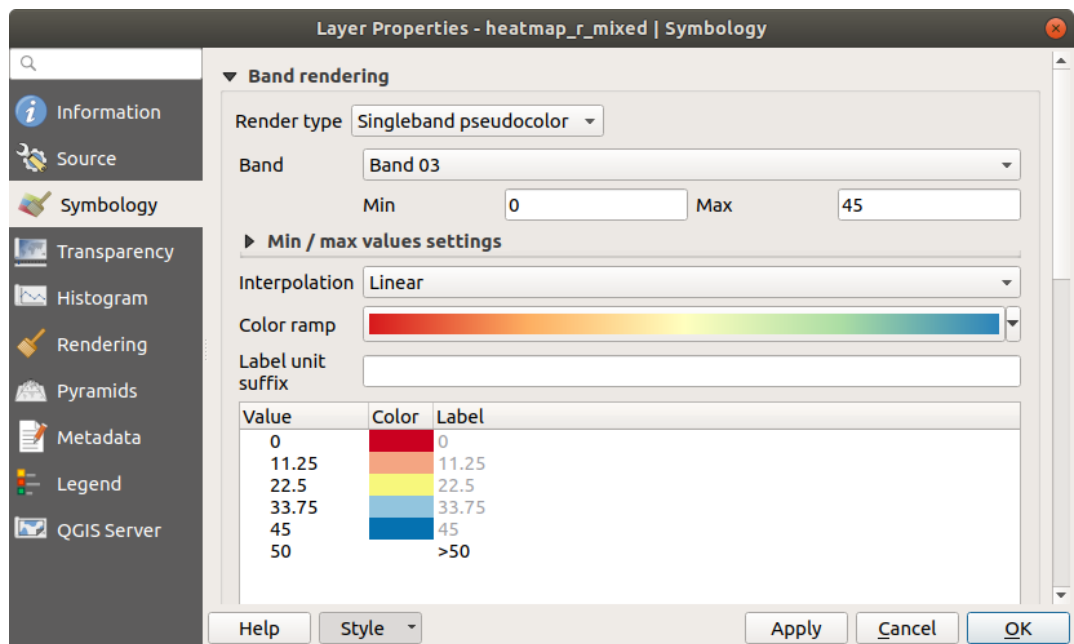 Layer Properties - heatmap_r_mixed | Symbology
Information
Source
Symbology
Transparency
Histogram
Rendering
Pyramids
Metadata
Legend
QGIS Server
Band rendering
Render type Singleband pseudocolor
Band Band 03
Min 0 Max 45
Min / max values settings
Interpolation Linear
Color ramp
Label unit
suffix
Value Color Label
0 0
11.25 11.25
22.5 22.5
33.75 33.75
45 45
50 >50
Help Style Apply Cancel OK